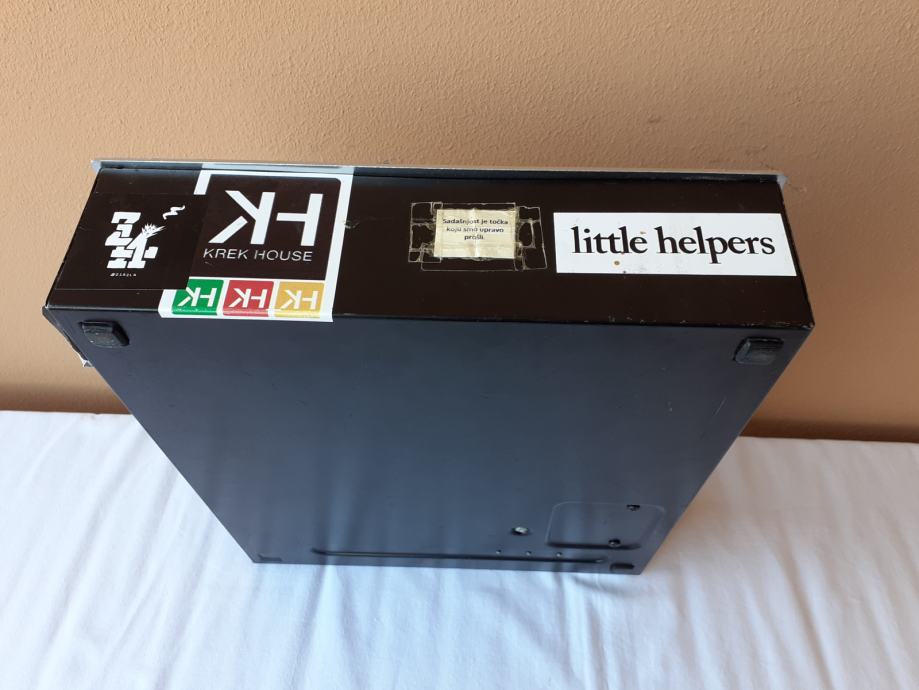 HK
KREK HOUSE
HK HK HK
Sadašnjost je točka
koju smo upravo
prošli.
little helpers